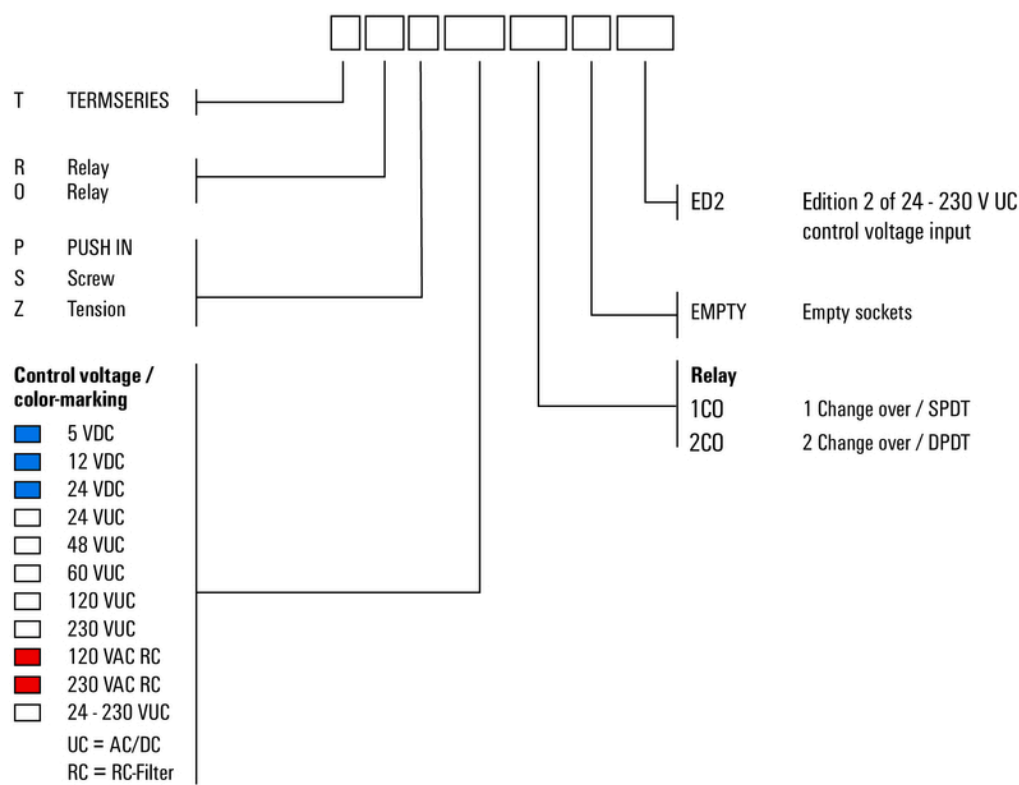 T TERMSERIES
R Relay
O Relay
P PUSH IN
S Screw
Z Tension
Control voltage /
color-marking
5 VDC
12 VDC
24 VDC
24 VUC
48 VUC
60 VUC
120 VUC
230 VUC
120 VAC RC
230 VAC RC
24 - 230 VUC
UC = AC/DC
RC = RC-Filter
ED2 Edition 2 of 24 - 230 V UC
control voltage input
EMPTY Empty sockets
Relay
1CO 1 Change over / SPDT
2CO 2 Change over / DPDT